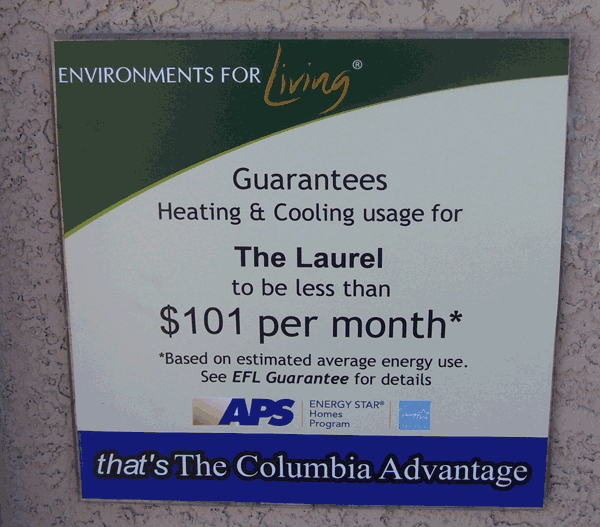 ENVIRONMENTS FOR Living®
Guarantees
Heating & Cooling usage for
The Laurel
to be less than
$101 per month*
*Based on estimated average energy use.
See EFL Guarantee for details
APS ENERGY STAR®
Homes
Program
that's The Columbia Advantage